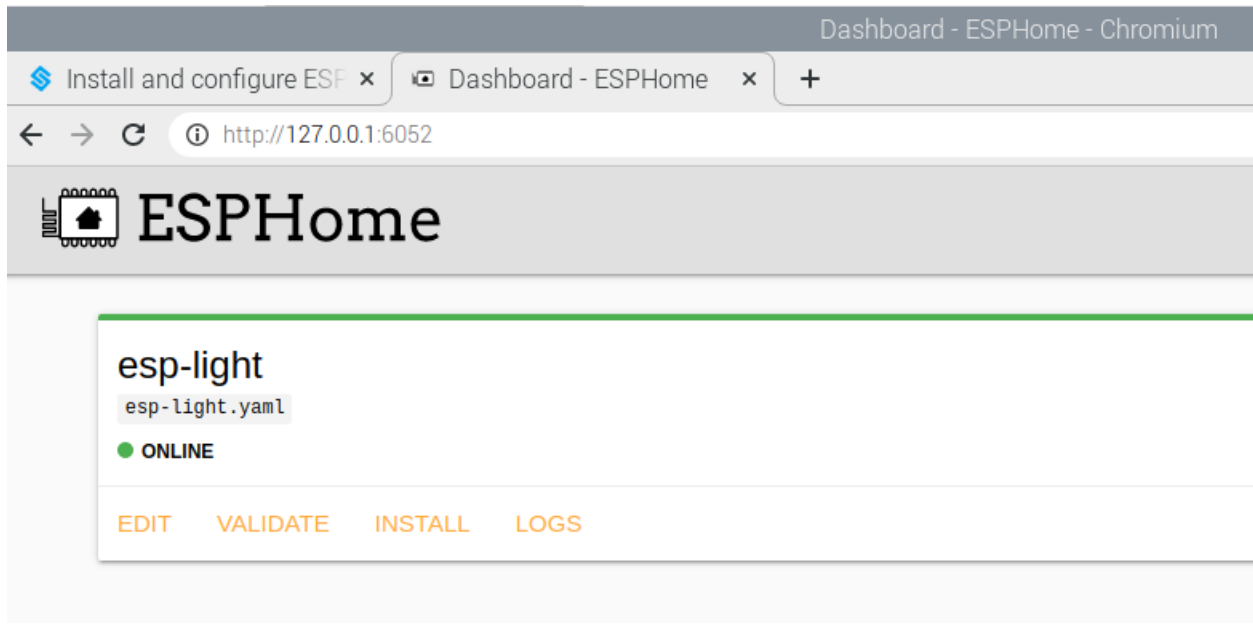 Dashboard - ESPHome - Chromium
Install and configure ESP Dashboard - ESPHome
http://127.0.0.1:6052
ESPHome
esp-light
esp-light.yaml
ONLINE
EDIT VALIDATE INSTALL LOGS